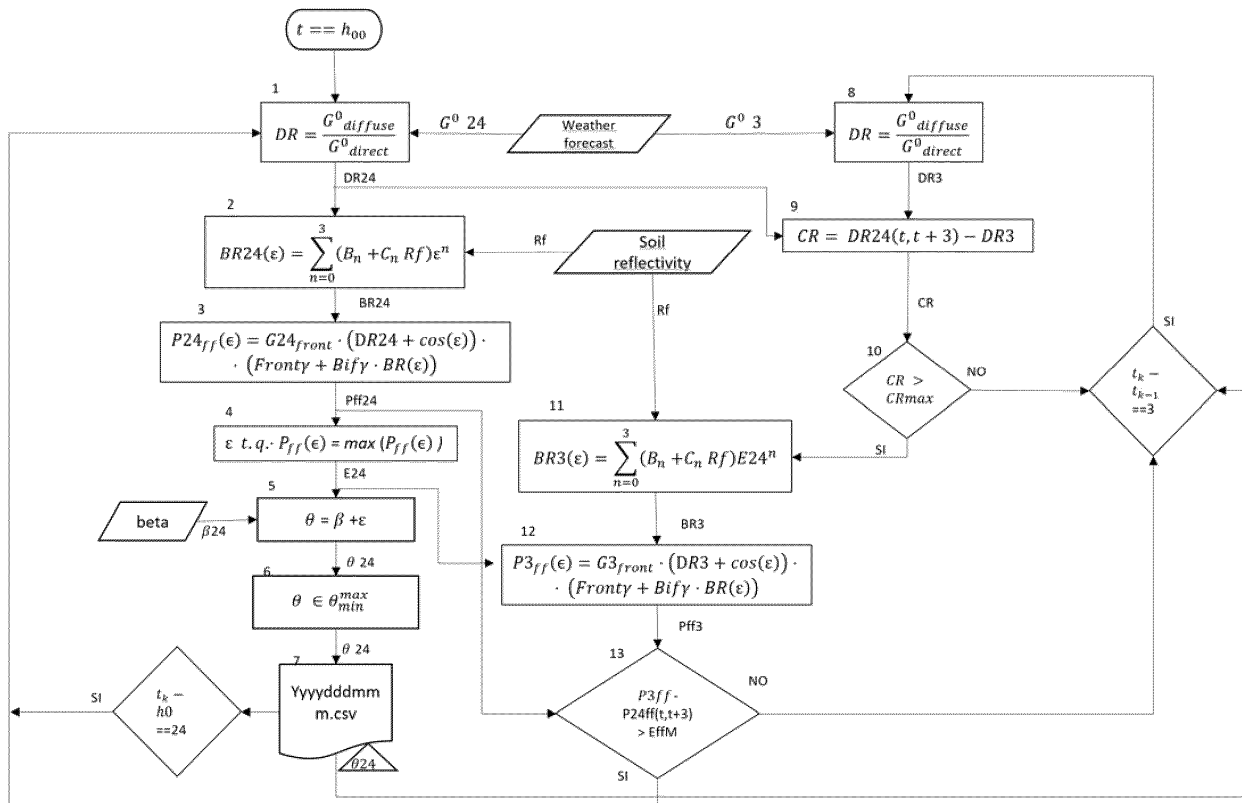 t == h₀₀
1
DR = G⁰diffuse / G⁰direct
G⁰ 24
Weather
forecast
G⁰ 3
8
DR = G⁰diffuse / G⁰direct
DR24
DR3
2
BR24(ε) = ∑_{n=0}^{3} (Bₙ +Cₙ Rf)εⁿ
Rf
Soil
reflectivity
9
CR = DR24(t, t + 3) − DR3
BR24
Rf
CR
SI
3
P24ff(ϵ) = G24front · (DR24 + cos(ε)) ·
· (Frontγ + Bifγ · BR(ε))
10
CR >
CRmax
NO
tₖ −
tₖ₌₁
==3
Pff24
4
ε t.q.· Pff(ϵ) = max (Pff(ϵ) )
11
BR3(ε) = ∑_{n=0}^{3} (Bₙ +Cₙ Rf)E24ⁿ
SI
E24
5
beta
β24
θ = β +ε
BR3
12
P3ff(ϵ) = G3front · (DR3 + cos(ε)) ·
· (Frontγ + Bifγ · BR(ε))
θ 24
6
θ ∈ θ_{min}^{max}
Pff3
θ 24
7
Yyyydddmm
m.csv
θ24
SI
tₖ −
h0
==24
13
P3ff -
P24ff(t,t+3)
> EffM
NO
SI